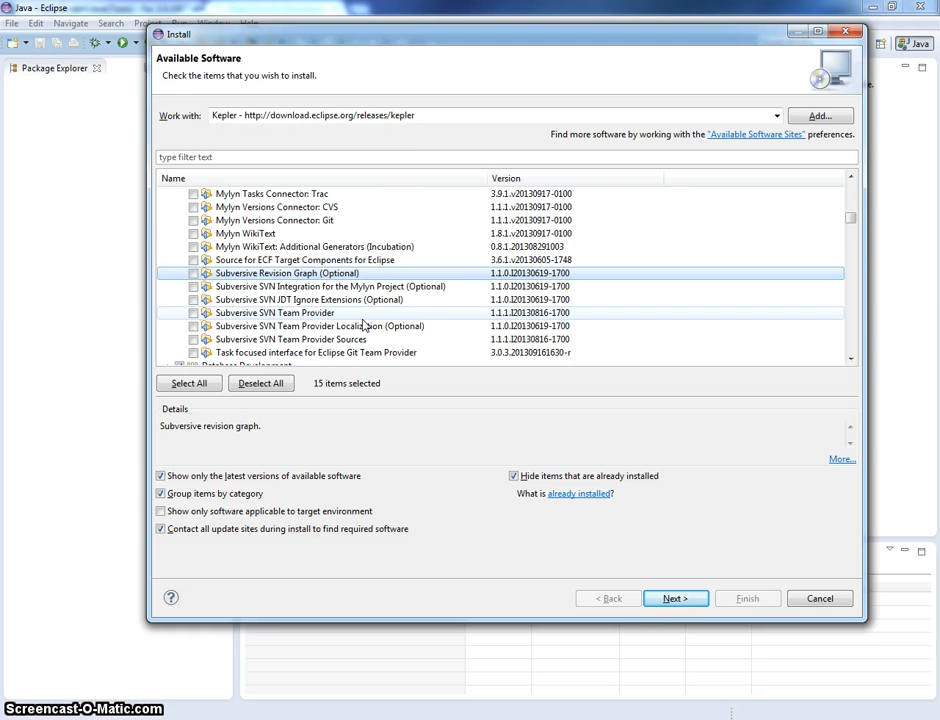 Java - Eclipse
File Edit Navigate Search Project Run Window Help
Java
Package Explorer
Install
Available Software
Check the items that you wish to install.
Work with: Kepler - http://download.eclipse.org/releases/kepler Add...
Find more software by working with the "Available Software Sites" preferences.
type filter text
Name Version
Mylyn Tasks Connector: Trac 3.9.1.v20130917-0100
Mylyn Versions Connector: CVS 1.1.1.v20130917-0100
Mylyn Versions Connector: Git 1.1.1.v20130917-0100
Mylyn WikiText 1.8.1.v20130917-0100
Mylyn WikiText: Additional Generators (Incubation) 0.8.1.201308291003
Source for ECF Target Components for Eclipse 3.6.1.v20130605-1748
Subversive Revision Graph (Optional) 1.1.0.I20130619-1700
Subversive SVN Integration for the Mylyn Project (Optional) 1.1.0.I20130619-1700
Subversive SVN JDT Ignore Extensions (Optional) 1.1.0.I20130619-1700
Subversive SVN Team Provider 1.1.1.I20130816-1700
Subversive SVN Team Provider Localization (Optional) 1.1.0.I20130619-1700
Subversive SVN Team Provider Sources 1.1.1.I20130816-1700
Task focused interface for Eclipse Git Team Provider 3.0.3.201309161630-r
Database Development
Select All Deselect All 15 items selected
Details
Subversive revision graph.
More...
Show only the latest versions of available software Hide items that are already installed
Group items by category What is already installed?
Show only software applicable to target environment
Contact all update sites during install to find required software
? < Back Next > Finish Cancel
Screencast-O-Matic.com